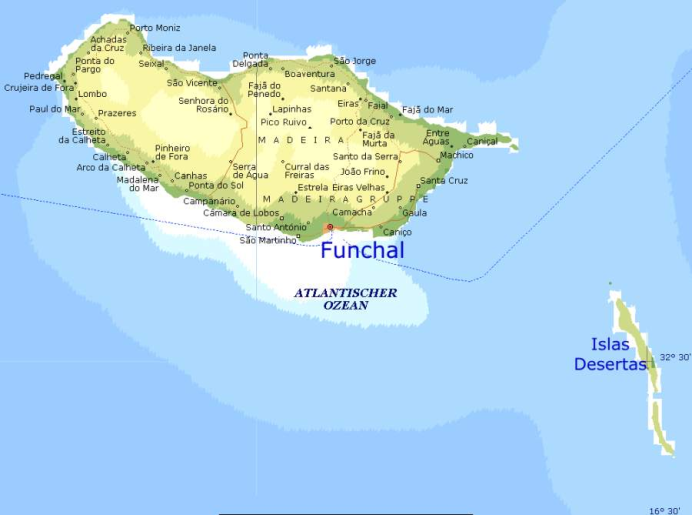 Porto Moniz
Achadas
da Cruz
Ribeira da Janela
Seixal
Ponta
Delgada
São Jorge
Boaventura
Ponta do
Pargo
Pedregal
Crujeira de Fora
Lombo
São Vicente
Fajã do
Penedo
Santana
Senhora do
Rosário
Eiras
Faial
Fajã do Mar
Paul do Mar
Prazeres
Lapinhas
Pico Ruivo
Porto da Cruz
Estreito
da Calheta
MADEIRA
Fajã da
Murta
Entre
Águas
Caniçal
Calheta
Pinheiro
de Fora
Arco da Calheta
Santo da Serra
Machico
Serra
de Água
Curral das
Freiras
Madalena
do Mar
Canhas
João Frino
Santa Cruz
Ponta do Sol
Estrela
Eiras Velhas
MADEIRAGRUPPE
Campanário
Câmara de Lobos
Camacha
Gaula
Santo António
Caniço
São Martinho
Funchal
ATLANTISCHER
OZEAN
Islas
Desertas
32 30'
16 30'